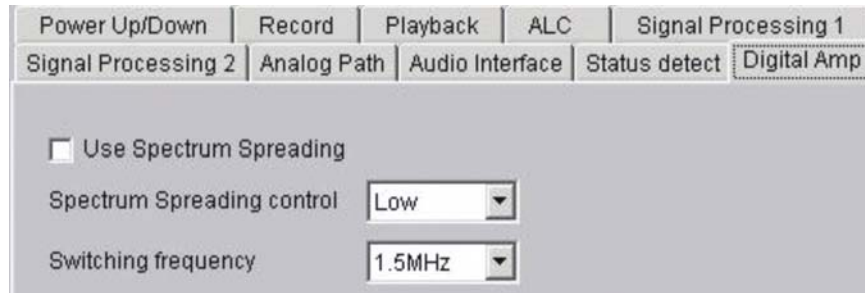 Power Up/Down Record Playback ALC Signal Processing 1
Signal Processing 2 Analog Path Audio Interface Status detect Digital Amp
Use Spectrum Spreading
Spectrum Spreading control Low
Switching frequency 1.5MHz